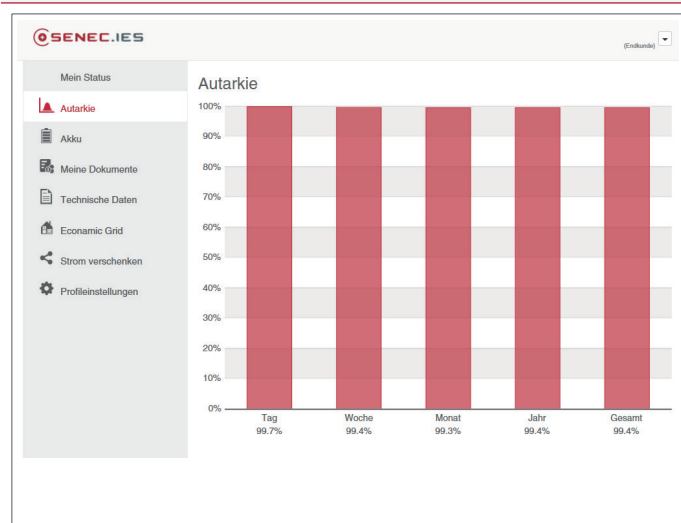 SENEC.IES
(Endkunde)
Mein Status
Autarkie
Akku
Meine Dokumente
Technische Daten
Econamic Grid
Strom verschenken
Profileinstellungen
Autarkie
100%
90%
80%
70%
60%
50%
40%
30%
20%
10%
0%
Tag Woche Monat Jahr Gesamt
99.7% 99.4% 99.3% 99.4% 99.4%